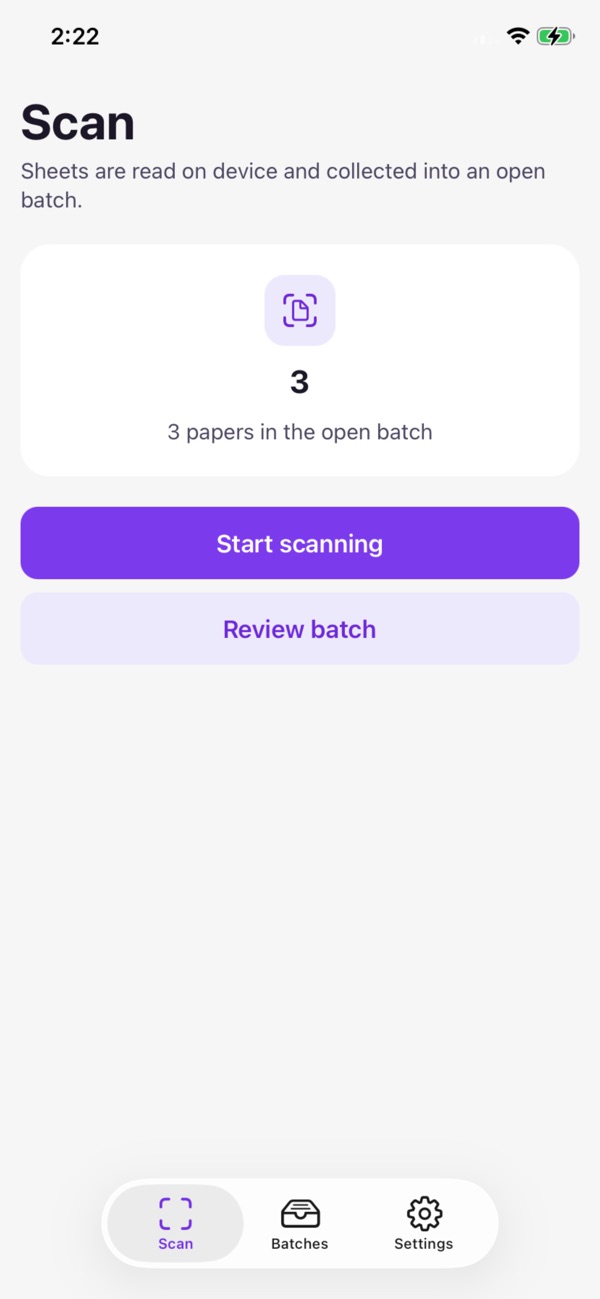 2:22
Scan
Sheets are read on device and collected into an open
batch.
3
3 papers in the open batch
Start scanning
Review batch
Scan
Batches
Settings